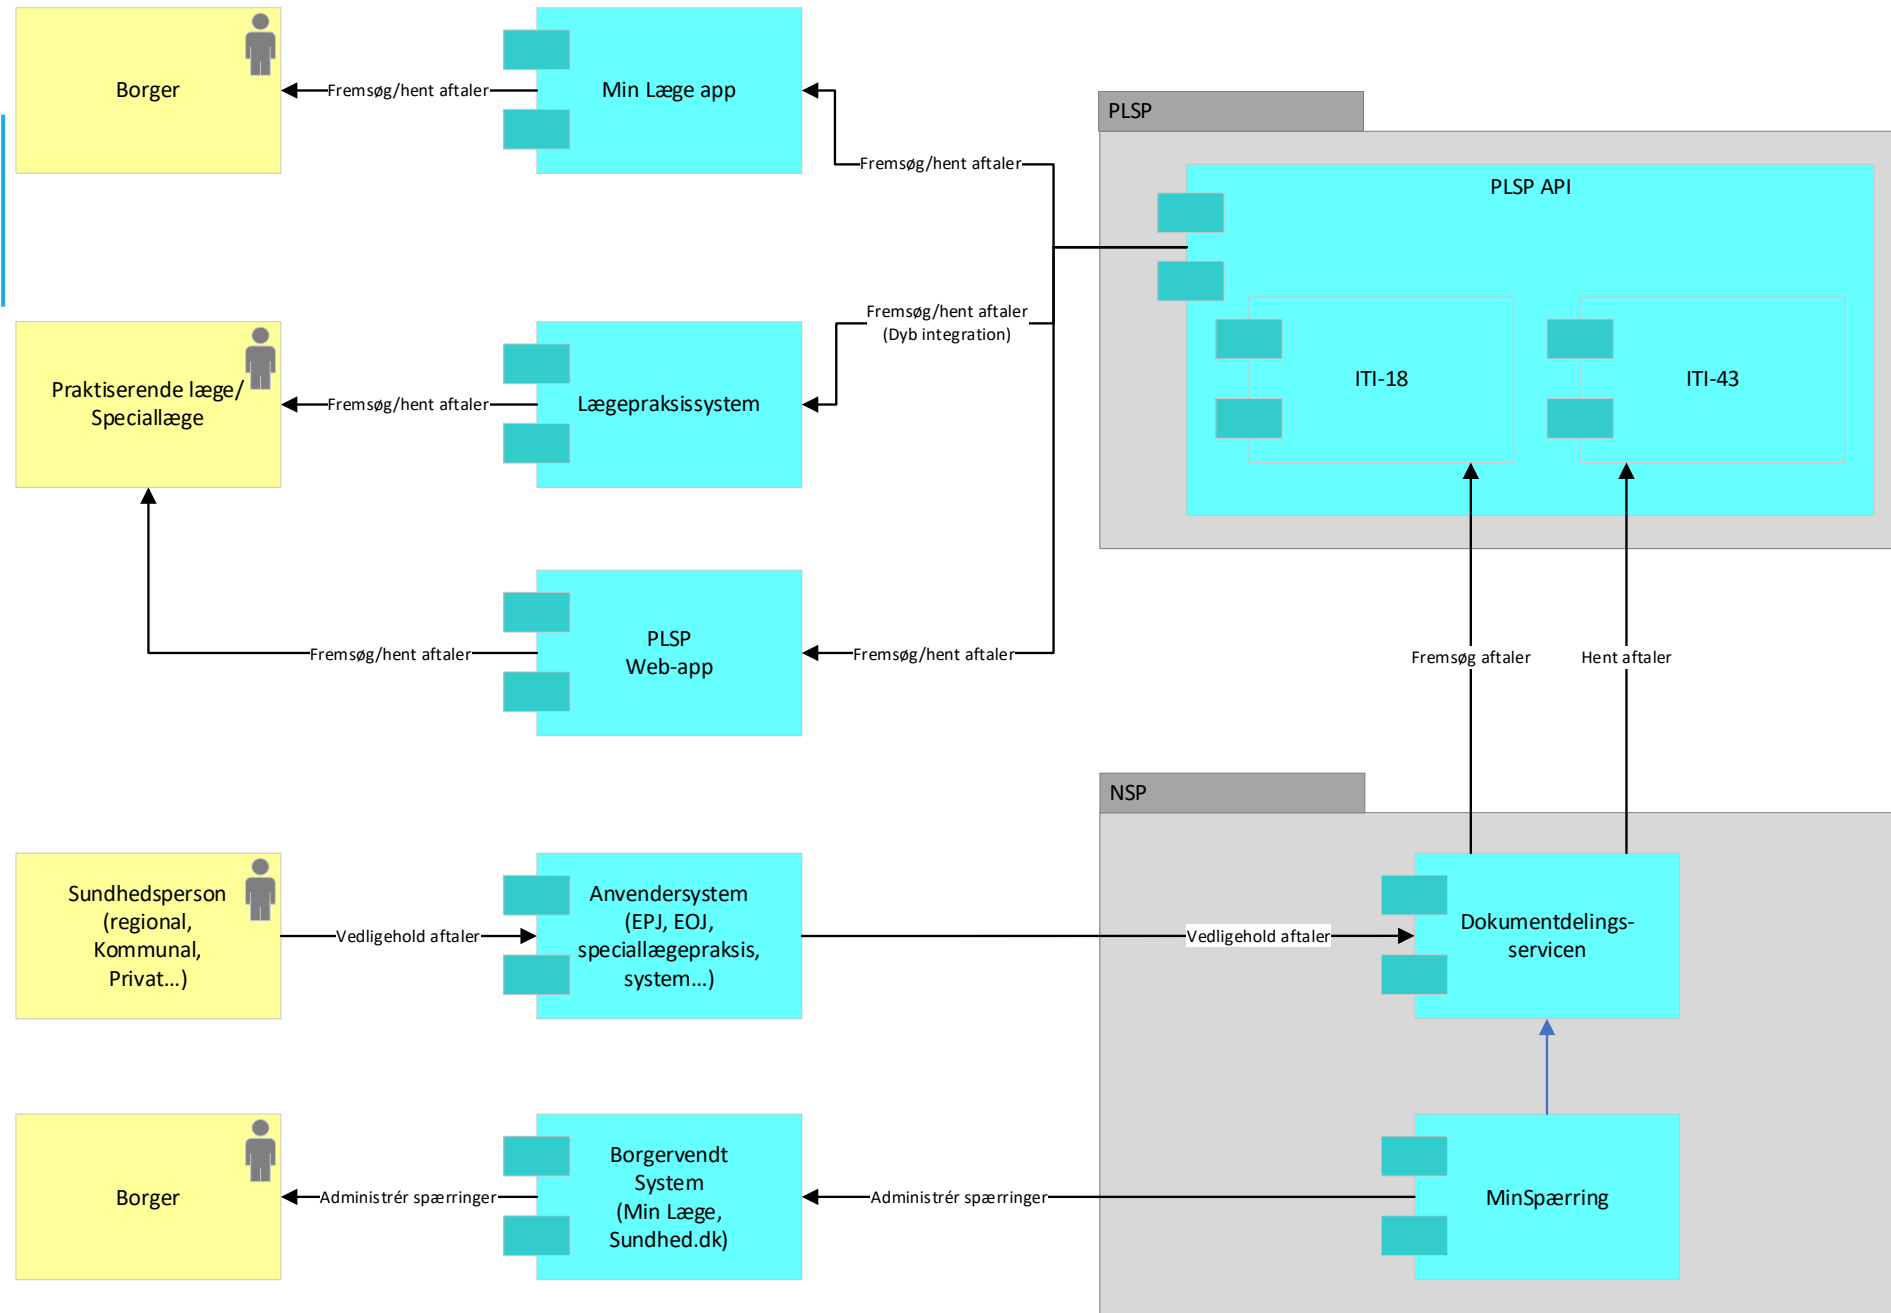 Borger
Fremsøg/hent aftaler
Min Læge app
Fremsøg/hent aftaler
PLSP
PLSP API
Praktiserende læge/
Speciallæge
Fremsøg/hent aftaler
Lægepraksissystem
Fremsøg/hent aftaler
(Dyb integration)
ITI-18
ITI-43
Fremsøg/hent aftaler
PLSP
Web-app
Fremsøg/hent aftaler
Fremsøg aftaler
Hent aftaler
NSP
Sundhedsperson
(regional,
Kommunal,
Privat...)
Vedligehold aftaler
Anvendersystem
(EPJ, EOJ,
speciallægepraksis,
system...)
Vedligehold aftaler
Dokumentdelings-
servicen
Borger
Administrér spærringer
Borgervendt
System
(Min Læge,
Sundhed.dk)
Administrér spærringer
MinSpærring